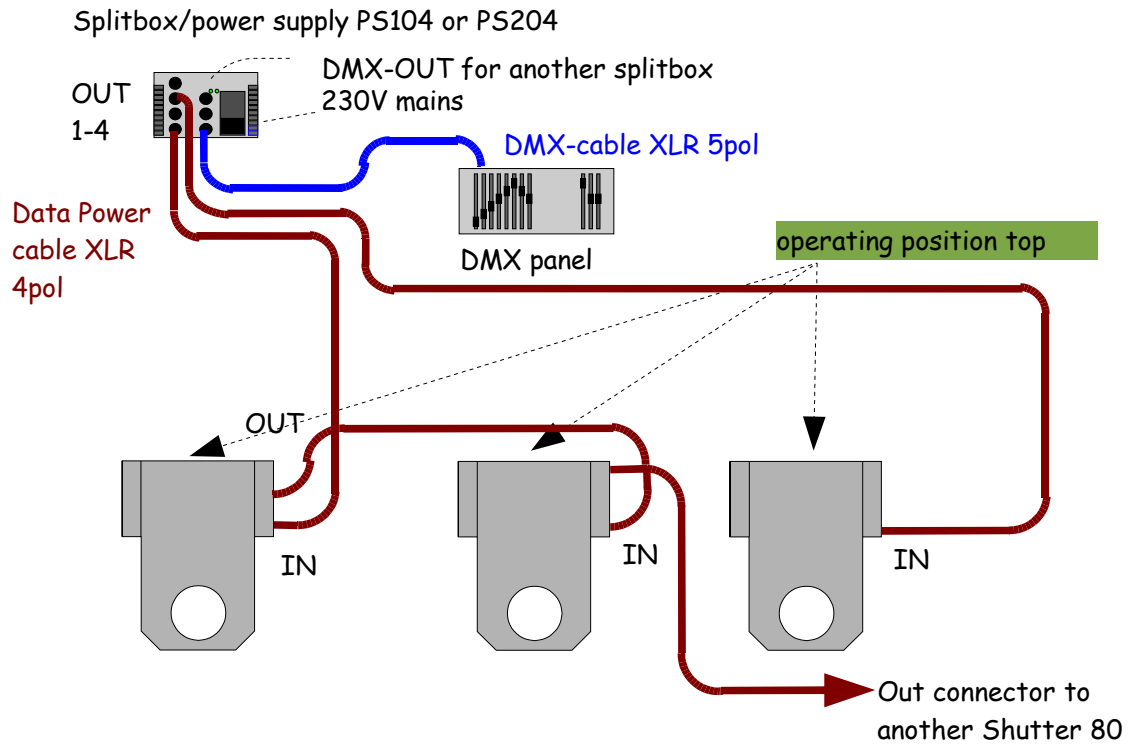 Splitbox/power supply PS104 or PS204
DMX-OUT for another splitbox
230V mains
OUT
1-4
DMX-cable XLR 5pol
Data Power
cable XLR
4pol
DMX panel
operating position top
OUT
IN
IN
IN
Out connector to
another Shutter 80